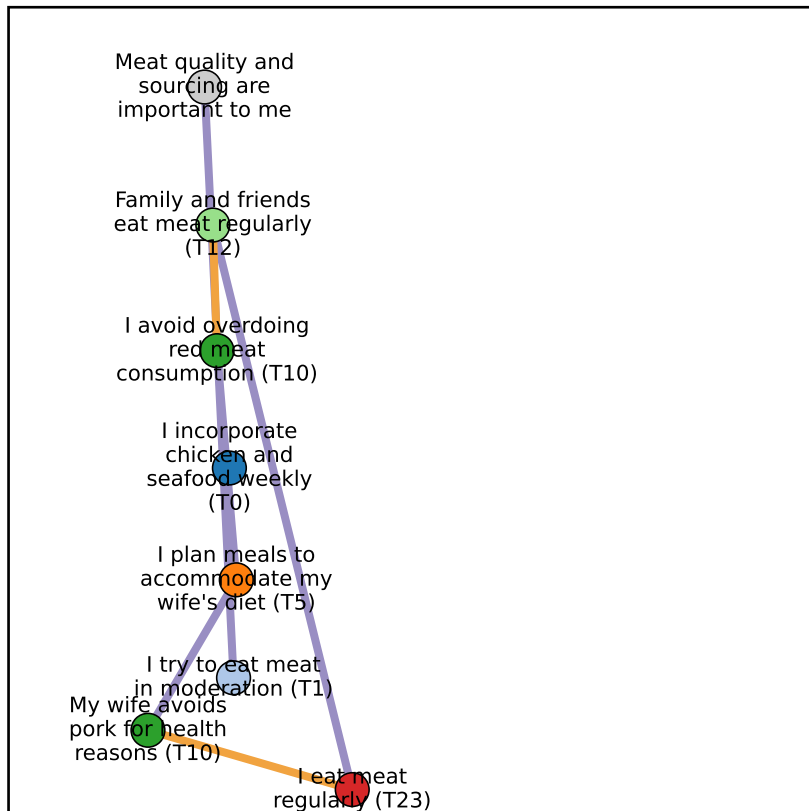 Meat quality and
sourcing are
important to me
Family and friends
eat meat regularly
(T12)
I avoid overdoing
red meat
consumption (T10)
I incorporate
chicken and
seafood weekly
(T0)
I plan meals to
accommodate my
wife's diet (T5)
I try to eat meat
in moderation (T1)
My wife avoids
pork for health
reasons (T10)
I eat meat
regularly (T23)